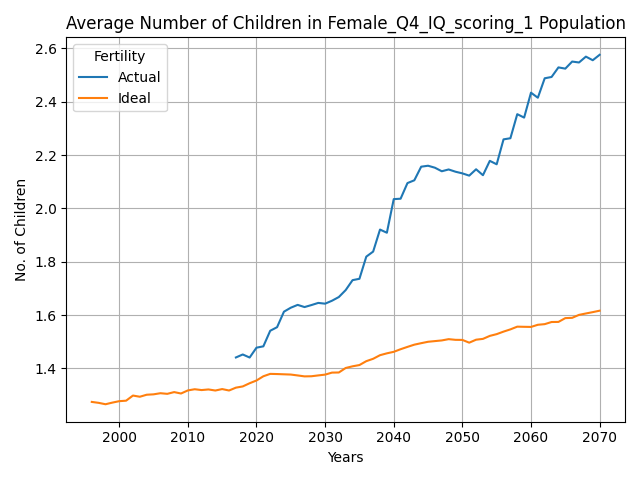 Average Number of Children in Female_Q4_IQ_scoring_1 Population
Fertility
Actual
Ideal
No. of Children
2.6
2.4
2.2
2.0
1.8
1.6
1.4
2000 2010 2020 2030 2040 2050 2060 2070
Years